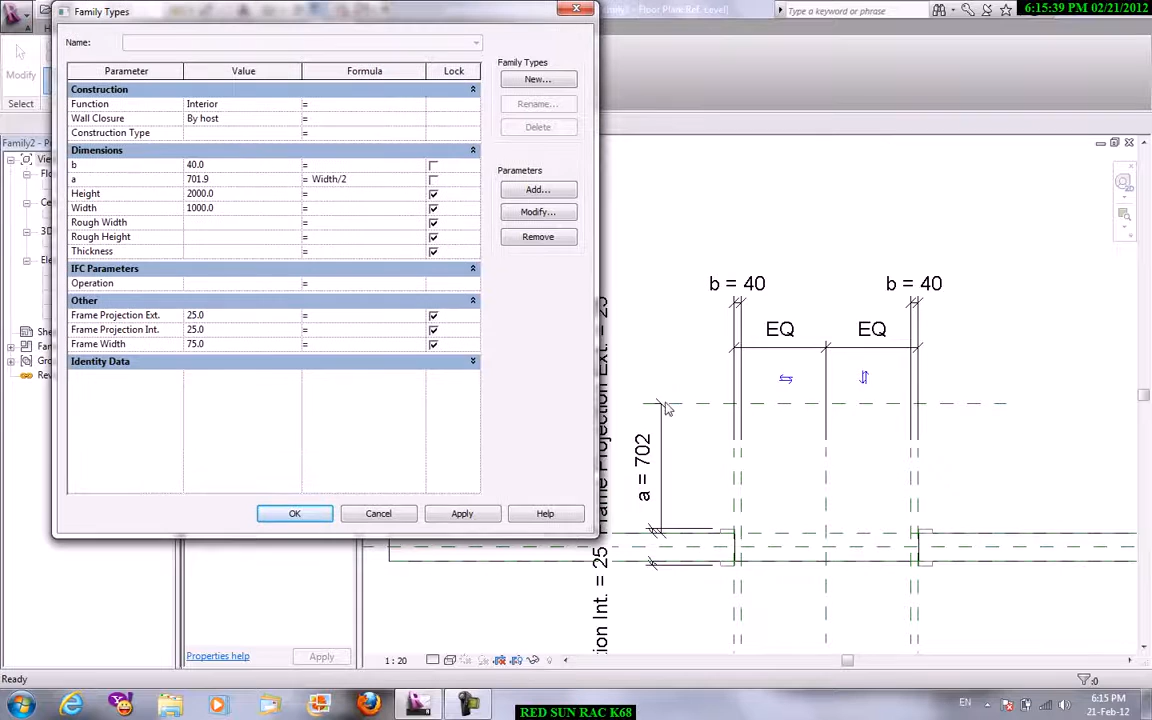 Family Types
Type a keyword or phrase
6:15:39 PM 02/21/2012
Name:
Modify
Select
Parameter Value Formula Lock
Construction
Function Interior =
Wall Closure By host =
Construction Type =
Dimensions
b 40.0 =
a 701.9 = Width/2
Height 2000.0 =
Width 1000.0 =
Rough Width =
Rough Height =
Thickness =
IFC Parameters
Operation =
Other
Frame Projection Ext. 25.0 =
Frame Projection Int. 25.0 =
Frame Width 75.0 =
Identity Data
Family Types
New...
Rename...
Delete
Parameters
Add...
Modify...
Remove
OK Cancel Apply Help
b = 40 b = 40
EQ EQ
a = 702
Frame Projection Ext. = 25
Int. = 25
Properties help Apply
1 : 20
Ready
:0
EN 6:15 PM
21-Feb-12
RED SUN RAC K68